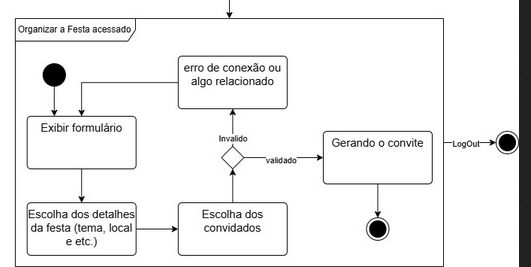 Organizar a Festa acessado
erro de conexão ou
algo relacionado
Exibir formulário
Invalido
validado
Gerando o convite
LogOut
Escolha dos detalhes
da festa (tema, local
e etc.)
Escolha dos
convidados